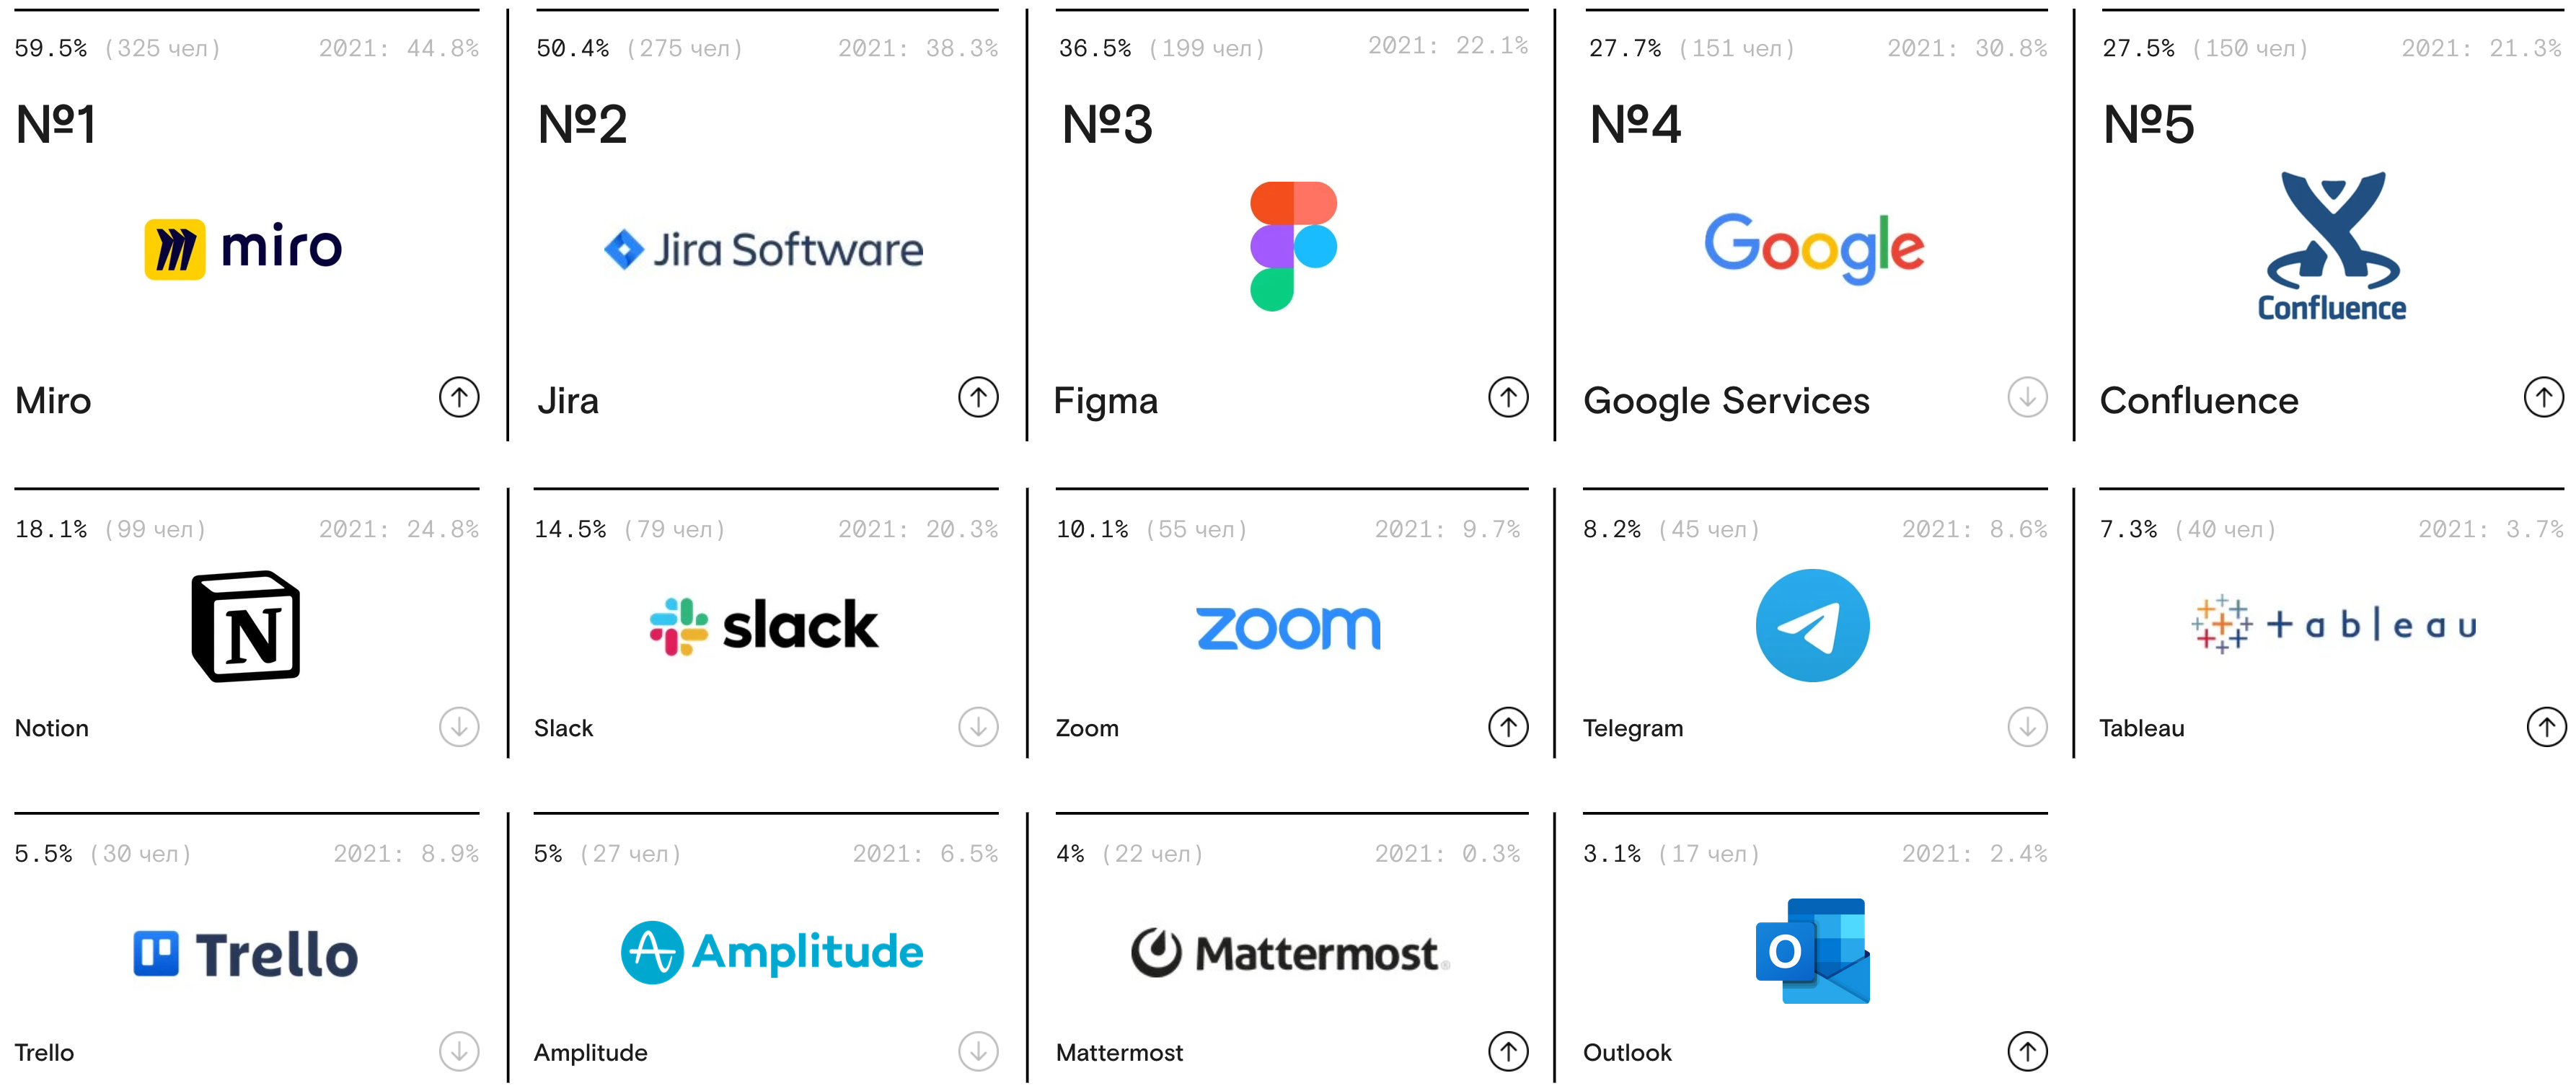 59.5% (325 чел) 2021: 44.8%
№1
miro
Miro
50.4% (275 чел) 2021: 38.3%
№2
Jira Software
Jira
36.5% (199 чел) 2021: 22.1%
№3
Figma
27.7% (151 чел) 2021: 30.8%
№4
Google
Google Services
27.5% (150 чел) 2021: 21.3%
№5
Confluence
Confluence
18.1% (99 чел) 2021: 24.8%
N
Notion
14.5% (79 чел) 2021: 20.3%
slack
Slack
10.1% (55 чел) 2021: 9.7%
zoom
Zoom
8.2% (45 чел) 2021: 8.6%
Telegram
7.3% (40 чел) 2021: 3.7%
+ableau
Tableau
5.5% (30 чел) 2021: 8.9%
Trello
Trello
5% (27 чел) 2021: 6.5%
Amplitude
Amplitude
4% (22 чел) 2021: 0.3%
Mattermost®
Mattermost
3.1% (17 чел) 2021: 2.4%
O
Outlook